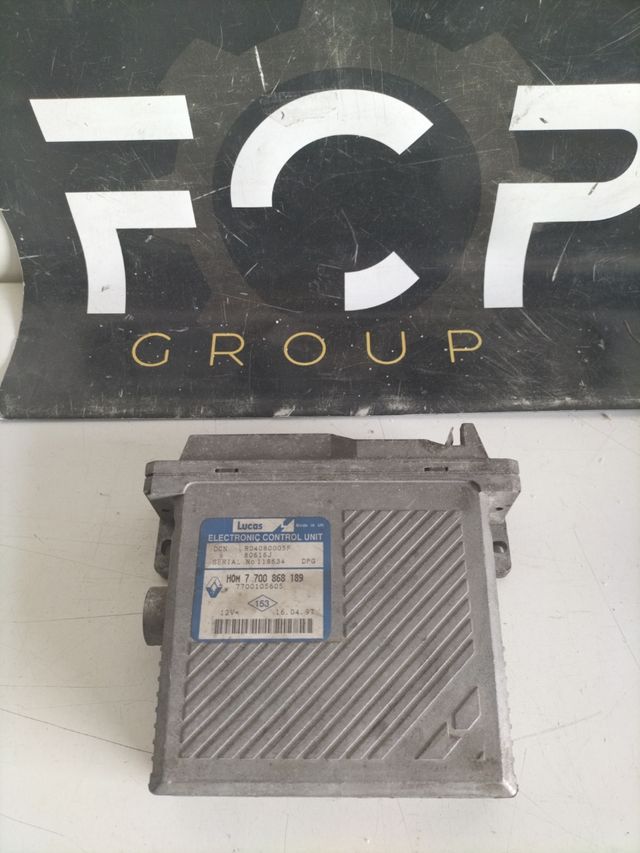 FCP
GROUP
Lucas Made in UK
ELECTRONIC CONTROL UNIT
DCN R04080005F
80616J
SERIAL No 118634 DPG
HOM 7 700 868 189
7700105605
153
12V⎓ 16.04.97